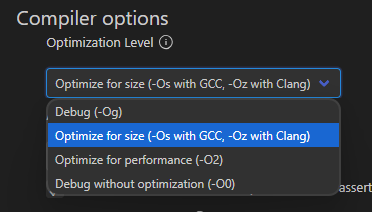 Compiler options
Optimization Level
Optimize for size (-Os with GCC, -Oz with Clang)
Debug (-Og)
Optimize for size (-Os with GCC, -Oz with Clang)
Optimize for performance (-O2)
Debug without optimization (-O0)
assert